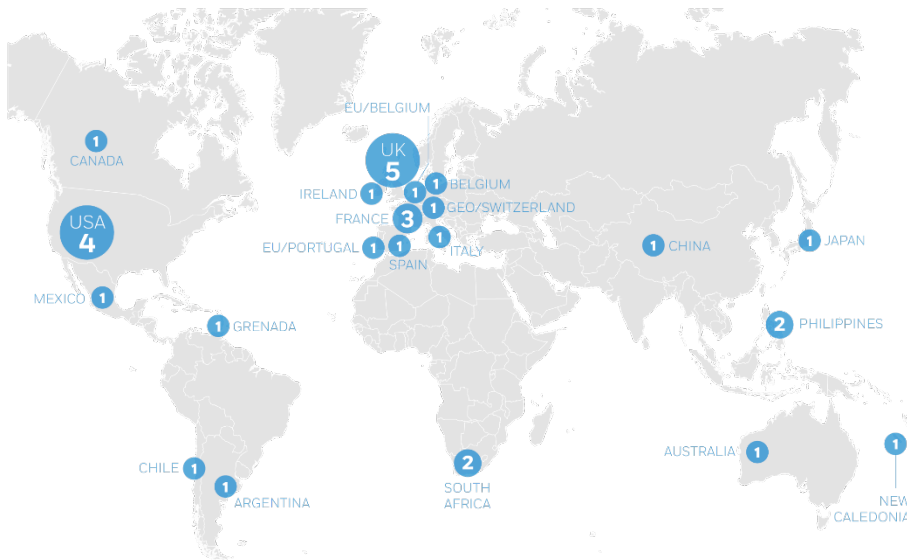 EU/BELGIUM
1
CANADA
UK
5
1
BELGIUM
1
IRELAND
1
1
GEO/SWITZERLAND
FRANCE
3
USA
4
EU/PORTUGAL
1
1
SPAIN
1
ITALY
1
CHINA
1
JAPAN
MEXICO
1
1
GRENADA
2
PHILIPPINES
CHILE
1
1
ARGENTINA
2
SOUTH
AFRICA
AUSTRALIA
1
1
NEW
CALEDONIA